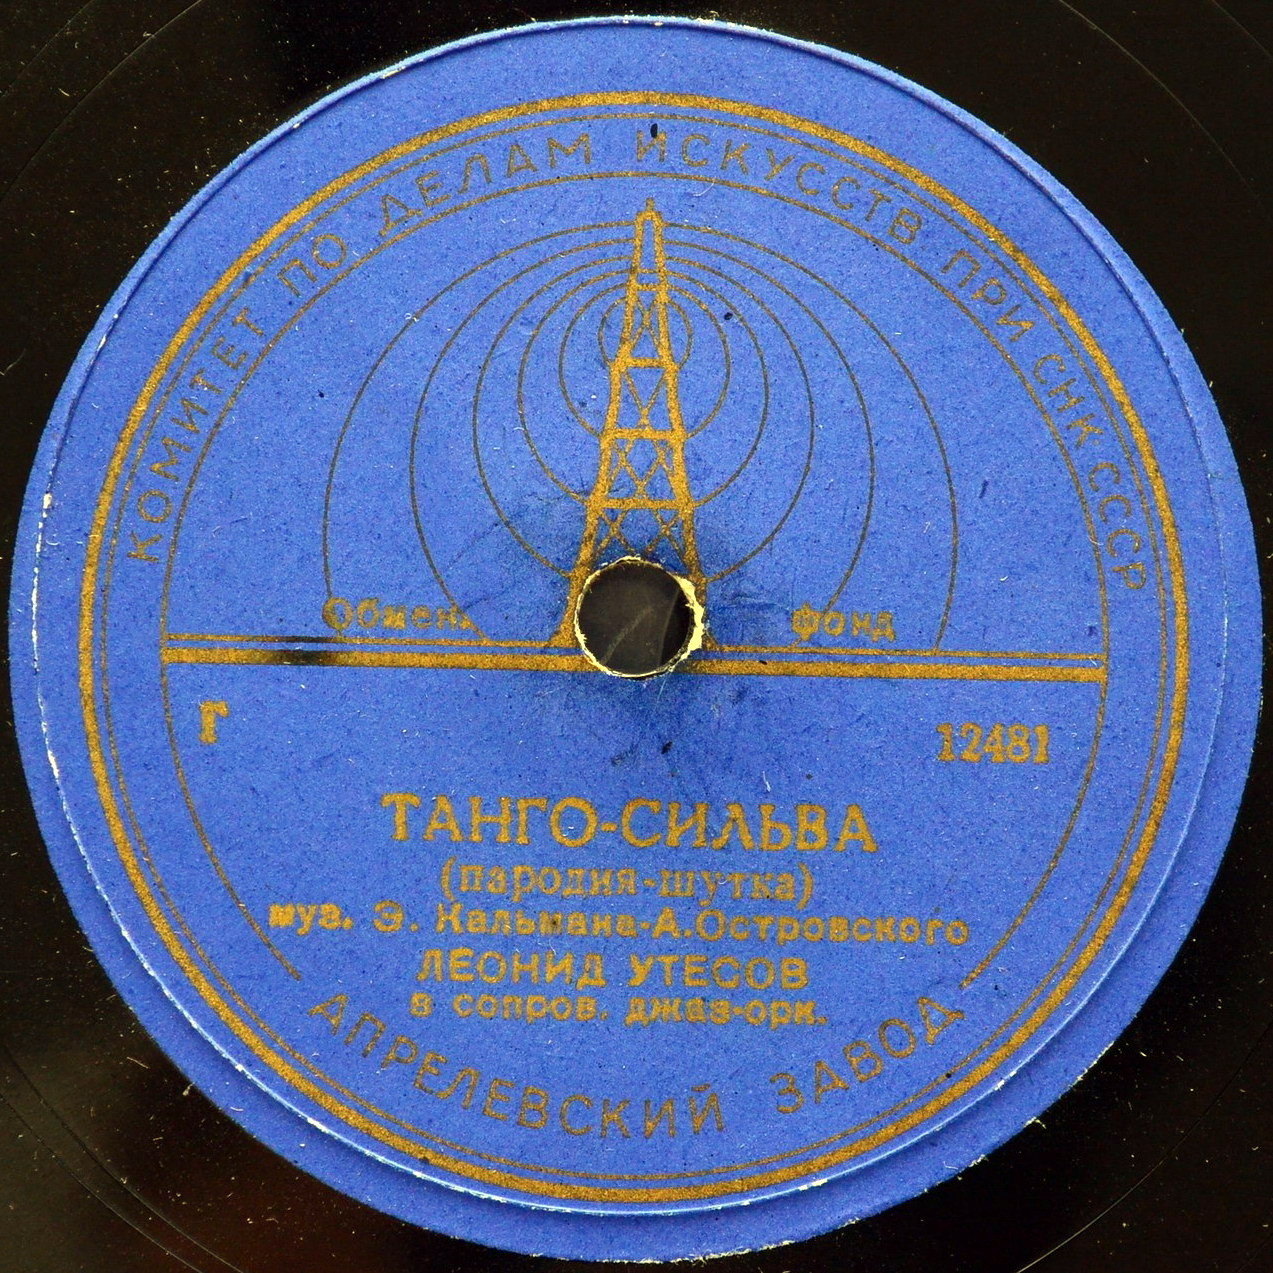 КОМИТЕТ ПО ДЕЛАМ ИСКУССТВ ПРИ СНК СССР
Обмен. фонд
Г 12481
ТАНГО-СИЛЬВА
(пародия-шутка)
муз. Э. Кальмана-А.Островского
ЛЕОНИД УТЕСОВ
в сопров. джаз-орк.
АПРЕЛЕВСКИЙ ЗАВОД